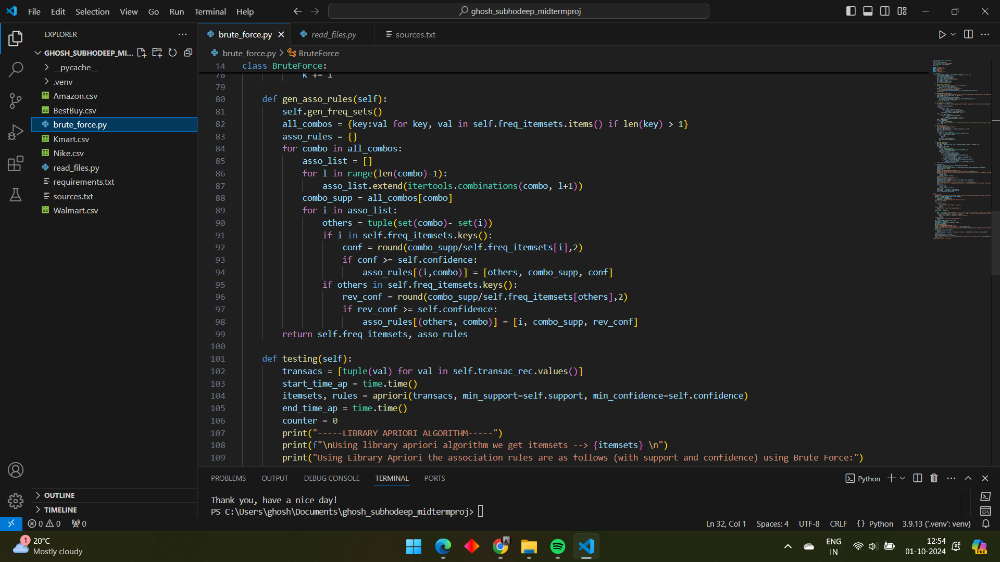 File Edit Selection View Go Run Terminal Help
ghosh_subhodeep_midtermproj
EXPLORER
GHOSH_SUBHODEEP_MI...
__pycache__
.venv
Amazon.csv
BestBuy.csv
brute_force.py
Kmart.csv
Nike.csv
read_files.py
requirements.txt
sources.txt
Walmart.csv
OUTLINE
TIMELINE
brute_force.py read_files.py sources.txt
brute_force.py > BruteForce
14 class BruteForce:
78 k += 1
79
80 def gen_asso_rules(self):
81 self.gen_freq_sets()
82 all_combos = {key:val for key, val in self.freq_itemsets.items() if len(key) > 1}
83 asso_rules = {}
84 for combo in all_combos:
85 asso_list = []
86 for l in range(len(combo)-1):
87 asso_list.extend(itertools.combinations(combo, l+1))
88 combo_supp = all_combos[combo]
89 for i in asso_list:
90 others = tuple(set(combo)- set(i))
91 if i in self.freq_itemsets.keys():
92 conf = round(combo_supp/self.freq_itemsets[i],2)
93 if conf >= self.confidence:
94 asso_rules[(i,combo)] = [others, combo_supp, conf]
95 if others in self.freq_itemsets.keys():
96 rev_conf = round(combo_supp/self.freq_itemsets[others],2)
97 if rev_conf >= self.confidence:
98 asso_rules[(others, combo)] = [i, combo_supp, rev_conf]
99 return self.freq_itemsets, asso_rules
100
101 def testing(self):
102 transacs = [tuple(val) for val in self.transac_rec.values()]
103 start_time_ap = time.time()
104 itemsets, rules = apriori(transacs, min_support=self.support, min_confidence=self.confidence)
105 end_time_ap = time.time()
106 counter = 0
107 print("-----LIBRARY APRIORI ALGORITHM-----")
108 print(f"\nUsing library apriori algorithm we get itemsets --> {itemsets} \n")
109 print("Using Library Apriori the association rules are as follows (with support and confidence) using Brute Force:")
PROBLEMS OUTPUT DEBUG CONSOLE TERMINAL PORTS
Python
Thank you, have a nice day!
PS C:\Users\ghosh\Documents\ghosh_subhodeep_midtermproj>
0 0 0
Ln 32, Col 1 Spaces: 4 UTF-8 CRLF {} Python 3.9.13 ('.venv': venv)
1
20°C
Mostly cloudy
ENG
IN
12:54
01-10-2024
PRE